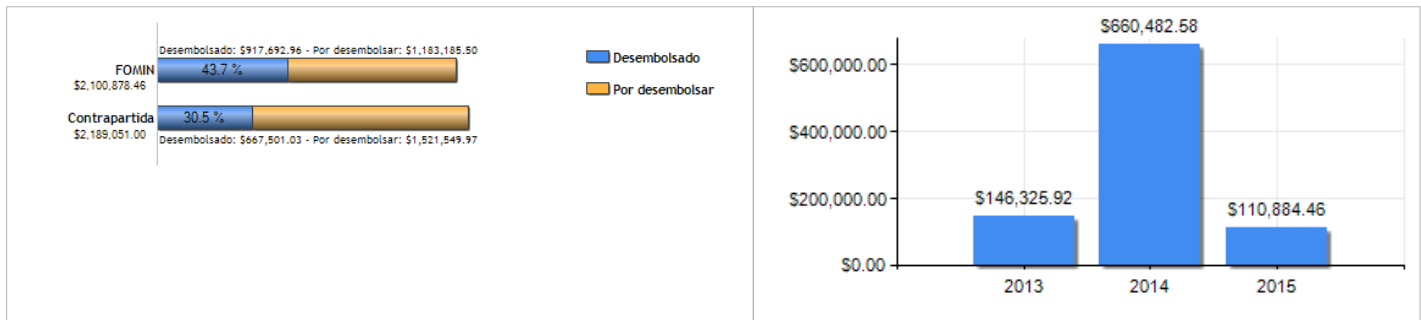 Desembolsado: $917,692.96 - Por desembolsar: $1,183,185.50
FOMIN
43.7 %
$2,100,878.46
Contrapartida
30.5 %
$2,189,051.00
Desembolsado: $667,501.03 - Por desembolsar: $1,521,549.97
Desembolsado
Por desembolsar
$660,482.58
$600,000.00
$400,000.00
$200,000.00
$0.00
$146,325.92
$110,884.46
2013
2014
2015